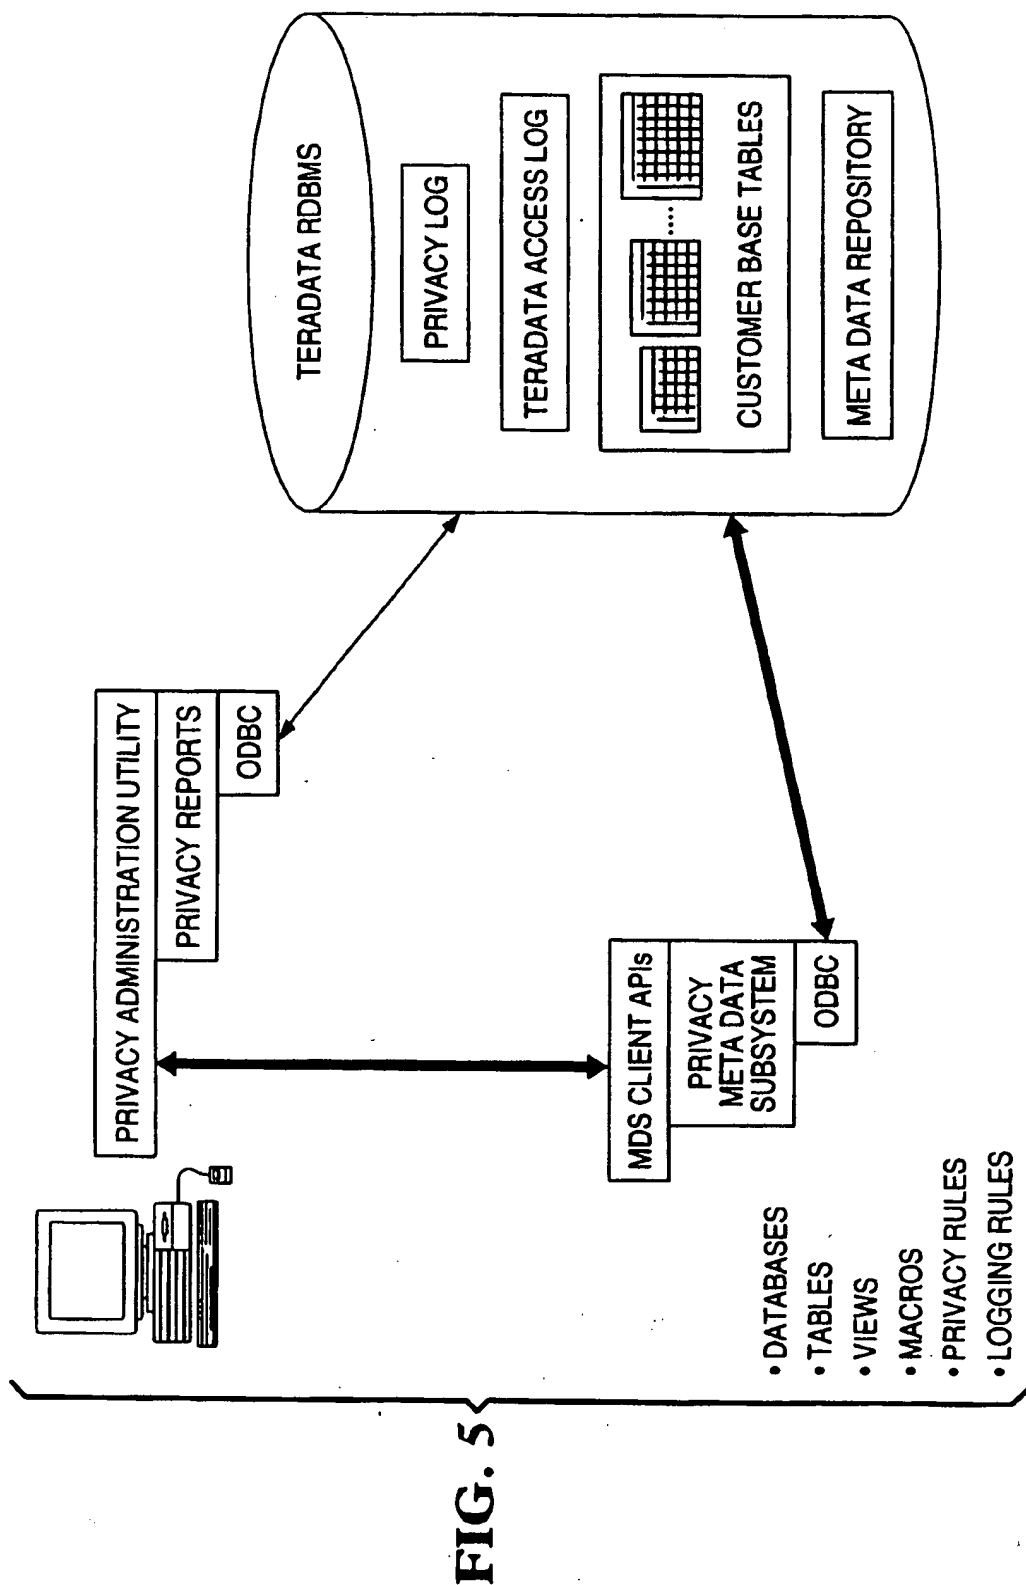 FIG. 5
PRIVACY ADMINISTRATION UTILITY
PRIVACY REPORTS
ODBC
MDS CLIENT APIs
PRIVACY
META DATA
SUBSYSTEM
ODBC
• DATABASES
• TABLES
• VIEWS
• MACROS
• PRIVACY RULES
• LOGGING RULES
TERADATA RDBMS
PRIVACY LOG
TERADATA ACCESS LOG
CUSTOMER BASE TABLES
META DATA REPOSITORY